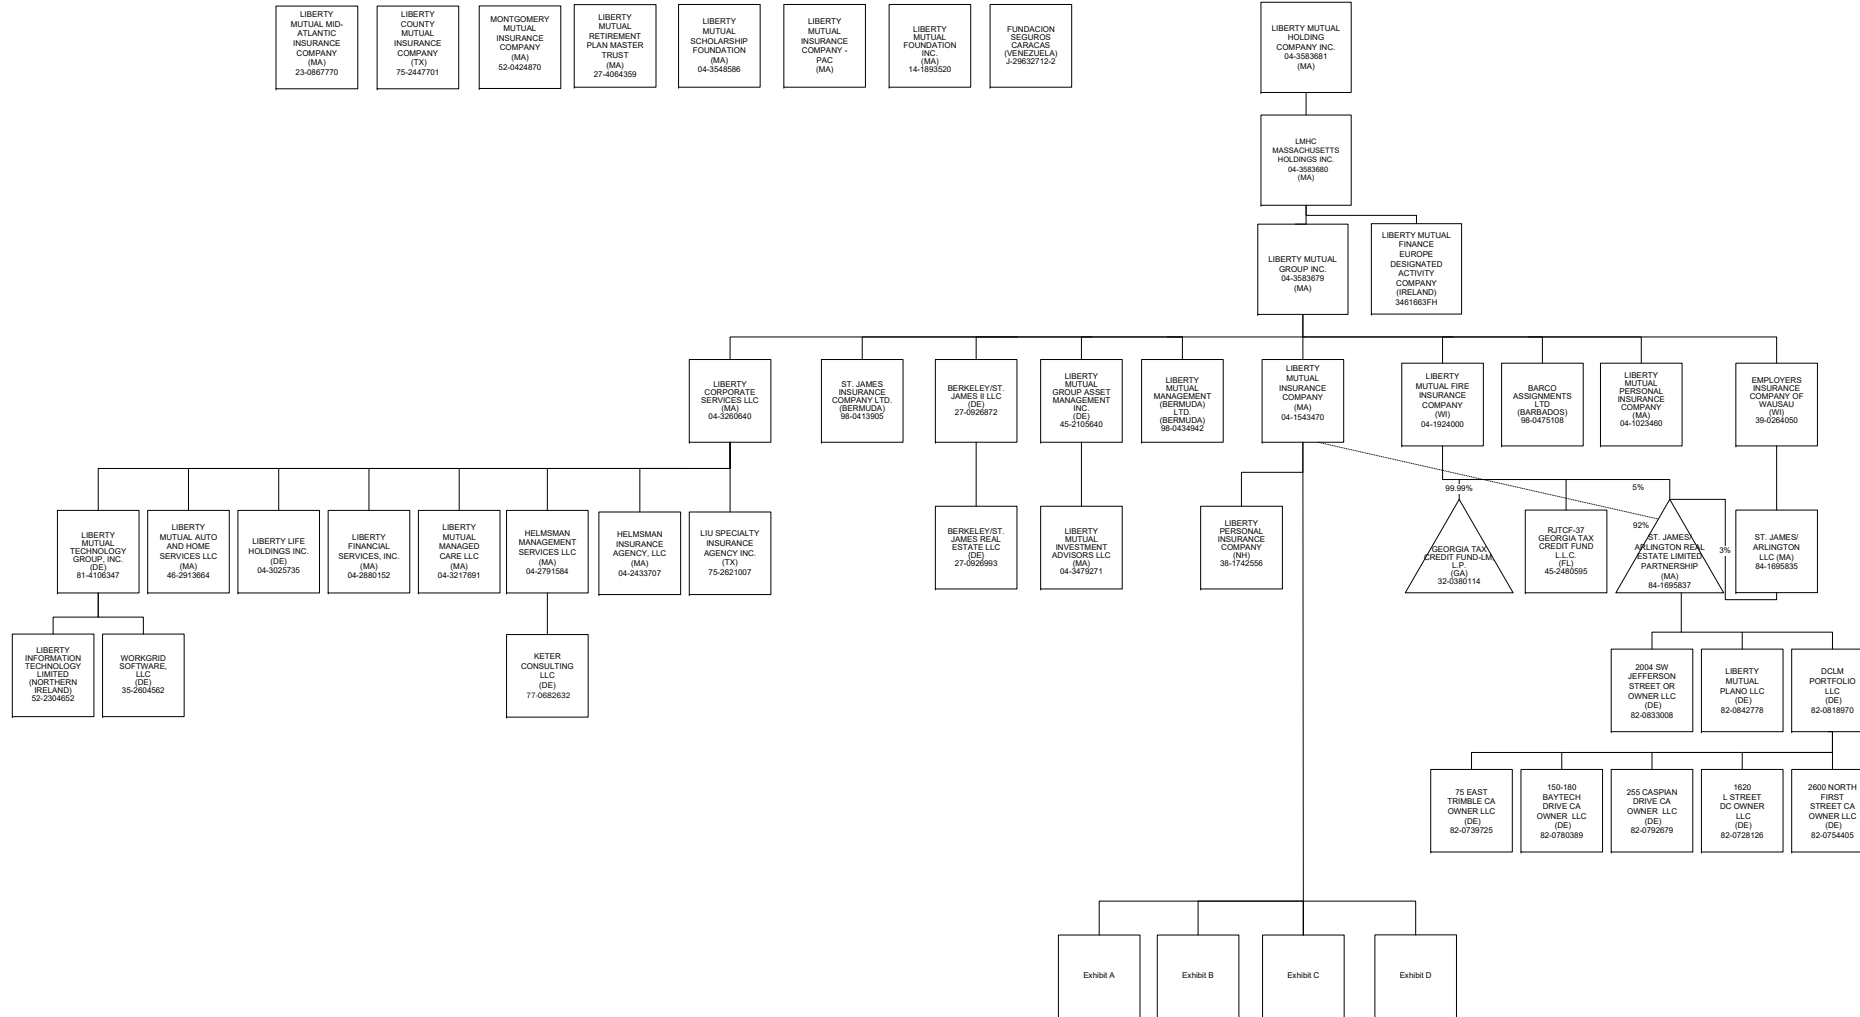 LIBERTY
MUTUAL MID-
ATLANTIC
INSURANCE
COMPANY
(MA)
23-0867770
LIBERTY
COUNTY
MUTUAL
INSURANCE
COMPANY
(TX)
75-2447701
MONTGOMERY
MUTUAL
INSURANCE
COMPANY
(MA)
52-0424870
LIBERTY
MUTUAL
RETIREMENT
PLAN MASTER
TRUST
(MA)
27-4064359
LIBERTY
MUTUAL
SCHOLARSHIP
FOUNDATION
(MA)
04-3548586
LIBERTY
MUTUAL
INSURANCE
COMPANY -
PAC
(MA)
LIBERTY
MUTUAL
FOUNDATION
INC.
(MA)
14-1893520
FUNDACION
SEGUROS
CARACAS
(VENEZUELA)
J-29632712-2
LIBERTY MUTUAL
HOLDING
COMPANY INC.
04-3583681
(MA)
LMHC
MASSACHUSETTS
HOLDINGS INC.
04-3583680
(MA)
LIBERTY MUTUAL
GROUP INC.
04-3583679
(MA)
LIBERTY MUTUAL
FINANCE
EUROPE
DESIGNATED
ACTIVITY
COMPANY
(IRELAND)
3461663FH
LIBERTY
CORPORATE
SERVICES LLC
(MA)
04-3260640
ST. JAMES
INSURANCE
COMPANY LTD.
(BERMUDA)
98-0413905
BERKELEY/ST.
JAMES II LLC
(DE)
27-0926872
LIBERTY
MUTUAL
GROUP ASSET
MANAGEMENT
INC.
(DE)
45-2105640
LIBERTY
MUTUAL
MANAGEMENT
(BERMUDA)
LTD.
(BERMUDA)
98-0434942
LIBERTY
MUTUAL
INSURANCE
COMPANY
(MA)
04-1543470
LIBERTY
MUTUAL FIRE
INSURANCE
COMPANY
(WI)
04-1924000
BARCO
ASSIGNMENTS
LTD
(BARBADOS)
98-0475108
LIBERTY
MUTUAL
PERSONAL
INSURANCE
COMPANY
(MA)
04-1023460
EMPLOYERS
INSURANCE
COMPANY OF
WAUSAU
(WI)
39-0264050
LIBERTY
MUTUAL
TECHNOLOGY
GROUP, INC.
(DE)
81-4106347
LIBERTY
MUTUAL AUTO
AND HOME
SERVICES LLC
(MA)
46-2913664
LIBERTY LIFE
HOLDINGS INC.
(DE)
04-3025735
LIBERTY
FINANCIAL
SERVICES, INC.
(MA)
04-2880152
LIBERTY
MUTUAL
MANAGED
CARE LLC
(MA)
04-3217691
HELMSMAN
MANAGEMENT
SERVICES LLC
(MA)
04-2791584
HELMSMAN
INSURANCE
AGENCY, LLC
(MA)
04-2433707
LIU SPECIALTY
INSURANCE
AGENCY INC.
(TX)
75-2621007
BERKELEY/ST.
JAMES REAL
ESTATE LLC
(DE)
27-0926993
LIBERTY
MUTUAL
INVESTMENT
ADVISORS LLC
(MA)
04-3479271
LIBERTY
PERSONAL
INSURANCE
COMPANY
(NH)
38-1742556
99.99%
GEORGIA TAX
CREDIT FUND-LM
L.P.
(GA)
32-0380114
RJTCF-37
GEORGIA TAX
CREDIT FUND
L.L.C.
(FL)
45-2480595
5%
92%
ST. JAMES/
ARLINGTON REAL
ESTATE LIMITED
PARTNERSHIP
(MA)
84-1695837
3%
ST. JAMES/
ARLINGTON
LLC (MA)
84-1695835
LIBERTY
INFORMATION
TECHNOLOGY
LIMITED
(NORTHERN
IRELAND)
52-2304652
WORKGRID
SOFTWARE,
LLC
(DE)
35-2604562
KETER
CONSULTING
LLC
(DE)
77-0682632
2004 SW
JEFFERSON
STREET OR
OWNER LLC
(DE)
82-0833008
LIBERTY
MUTUAL
PLANO LLC
(DE)
82-0842778
DCLM
PORTFOLIO
LLC
(DE)
82-0818970
75 EAST
TRIMBLE CA
OWNER LLC
(DE)
82-0739725
150-180
BAYTECH
DRIVE CA
OWNER LLC
(DE)
82-0780389
255 CASPIAN
DRIVE CA
OWNER LLC
(DE)
82-0792679
1620
L STREET
DC OWNER
LLC
(DE)
82-0728126
2600 NORTH
FIRST
STREET CA
OWNER LLC
(DE)
82-0754405
Exhibit A
Exhibit B
Exhibit C
Exhibit D